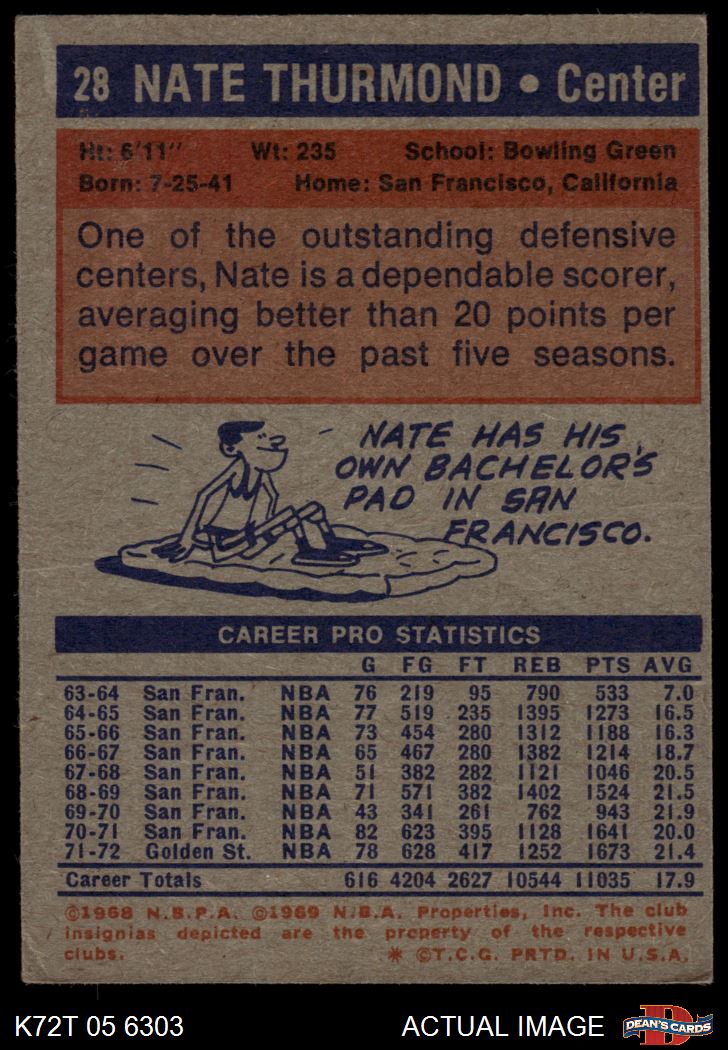 28 NATE THURMOND • Center
Ht: 6'11" Wt: 235 School: Bowling Green
Born: 7-25-41 Home: San Francisco, California
One of the outstanding defensive
centers, Nate is a dependable scorer,
averaging better than 20 points per
game over the past five seasons.
NATE HAS HIS
OWN BACHELOR'S
PAD IN SAN
FRANCISCO.
CAREER PRO STATISTICS
G FG FT REB PTS AVG
63-64 San Fran. NBA 76 219 95 790 533 7.0
64-65 San Fran. NBA 77 519 235 1395 1273 16.5
65-66 San Fran. NBA 73 454 280 1312 1188 16.3
66-67 San Fran. NBA 65 467 280 1382 1214 18.7
67-68 San Fran. NBA 51 382 282 1121 1046 20.5
68-69 San Fran. NBA 71 571 382 1402 1524 21.5
69-70 San Fran. NBA 43 341 261 762 943 21.9
70-71 San Fran. NBA 82 623 395 1128 1641 20.0
71-72 Golden St. NBA 78 628 417 1252 1673 21.4
Career Totals 616 4204 2627 10544 11035 17.9
©1968 N.B.P.A. ©1969 N.B.A. Properties, Inc. The club
insignias depicted are the property of the respective
clubs. * ©T.C.G. PRTD. IN U.S.A.
K72T 05 6303 ACTUAL IMAGE
DEAN'S CARDS